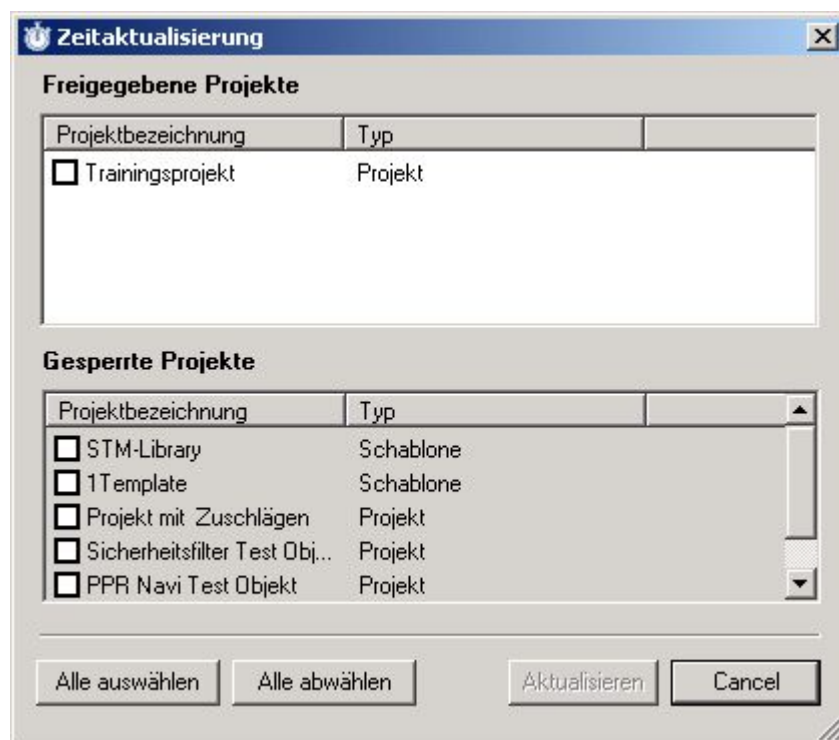 Zeitaktualisierung
Freigegebene Projekte
Projektbezeichnung Typ
Trainingsprojekt Projekt
Gesperrte Projekte
Projektbezeichnung Typ
STM-Library Schablone
1Template Schablone
Projekt mit Zuschlägen Projekt
Sicherheitsfilter Test Obj... Projekt
PPR Navi Test Objekt Projekt
Alle auswählen Alle abwählen Aktualisieren Cancel